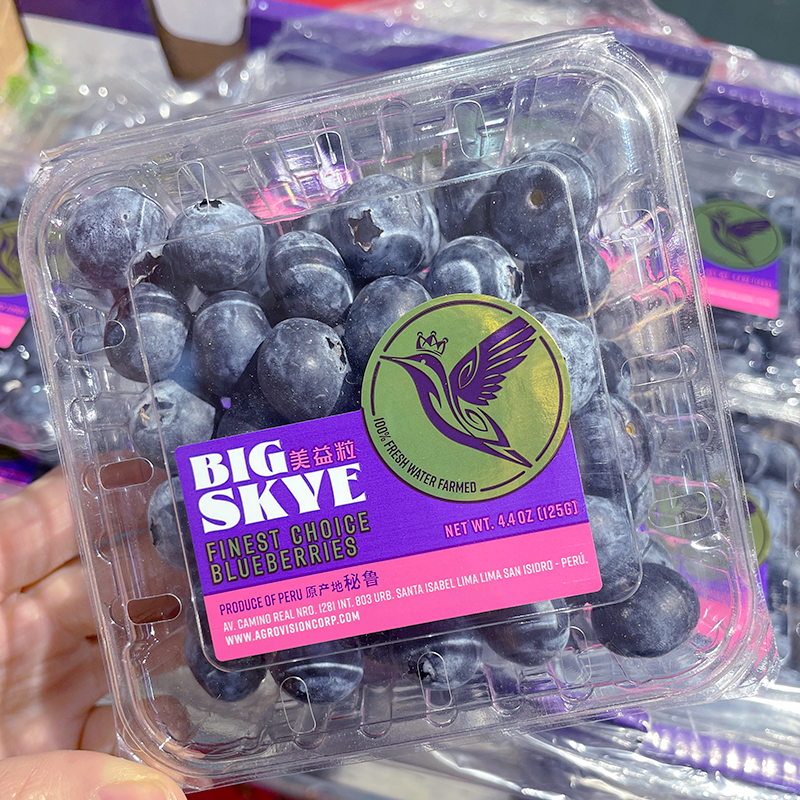 100% FRESH WATER FARMED
BIG 美益粒
SKYE
FINEST CHOICE
BLUEBERRIES
NET WT. 4.4 OZ (125G)
PRODUCE OF PERU 原产地秘鲁
AV. CAMINO REAL NRO. 1281 INT. 803 URB. SANTA ISABEL LIMA LIMA SAN ISIDRO - PERÚ.
WWW.AGROVISIONCORP.COM